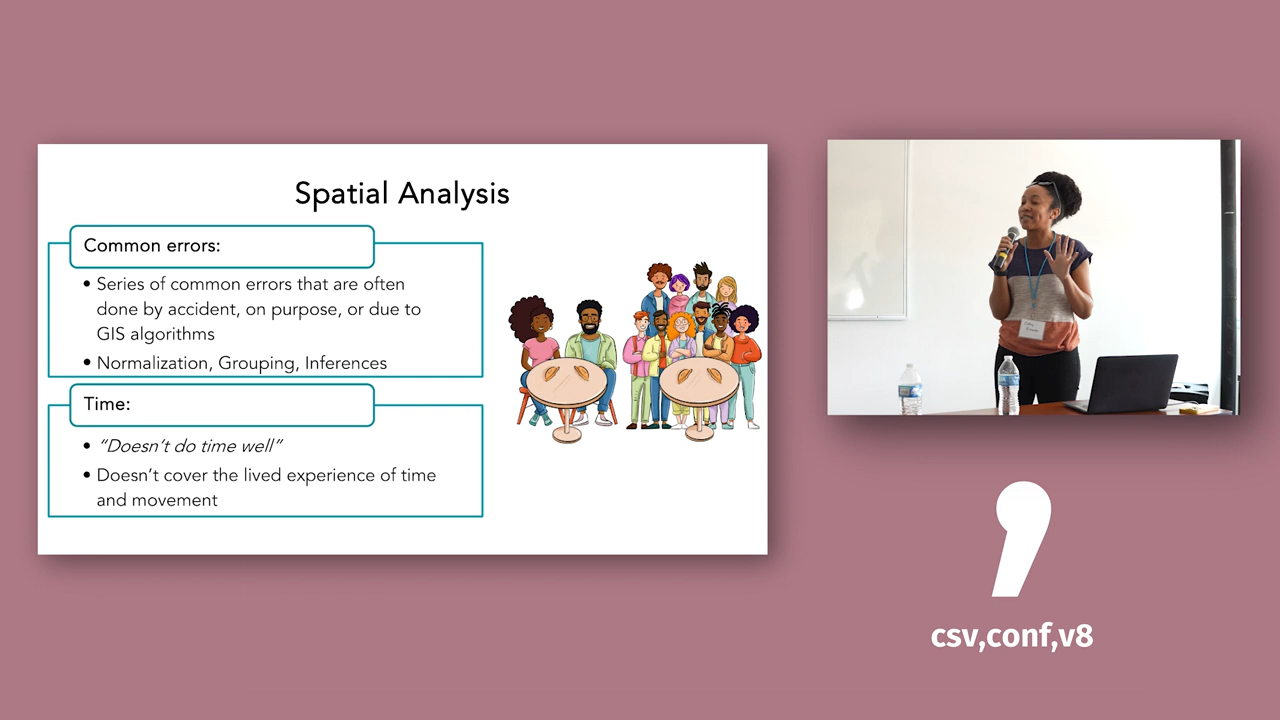 Spatial Analysis
Common errors:
• Series of common errors that are often
done by accident, on purpose, or due to
GIS algorithms
• Normalization, Grouping, Inferences
Time:
• “Doesn’t do time well”
• Doesn’t cover the lived experience of time
and movement
csv,conf,v8